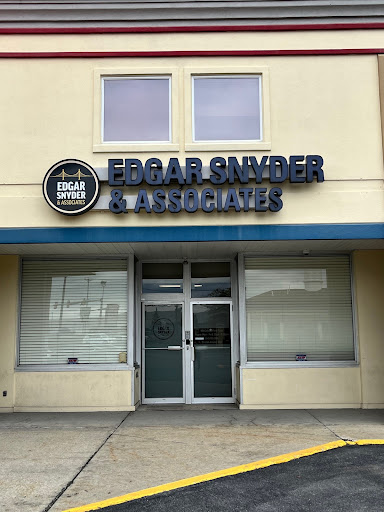 EDGAR
SNYDER
& ASSOCIATES
EDGAR SNYDER
& ASSOCIATES